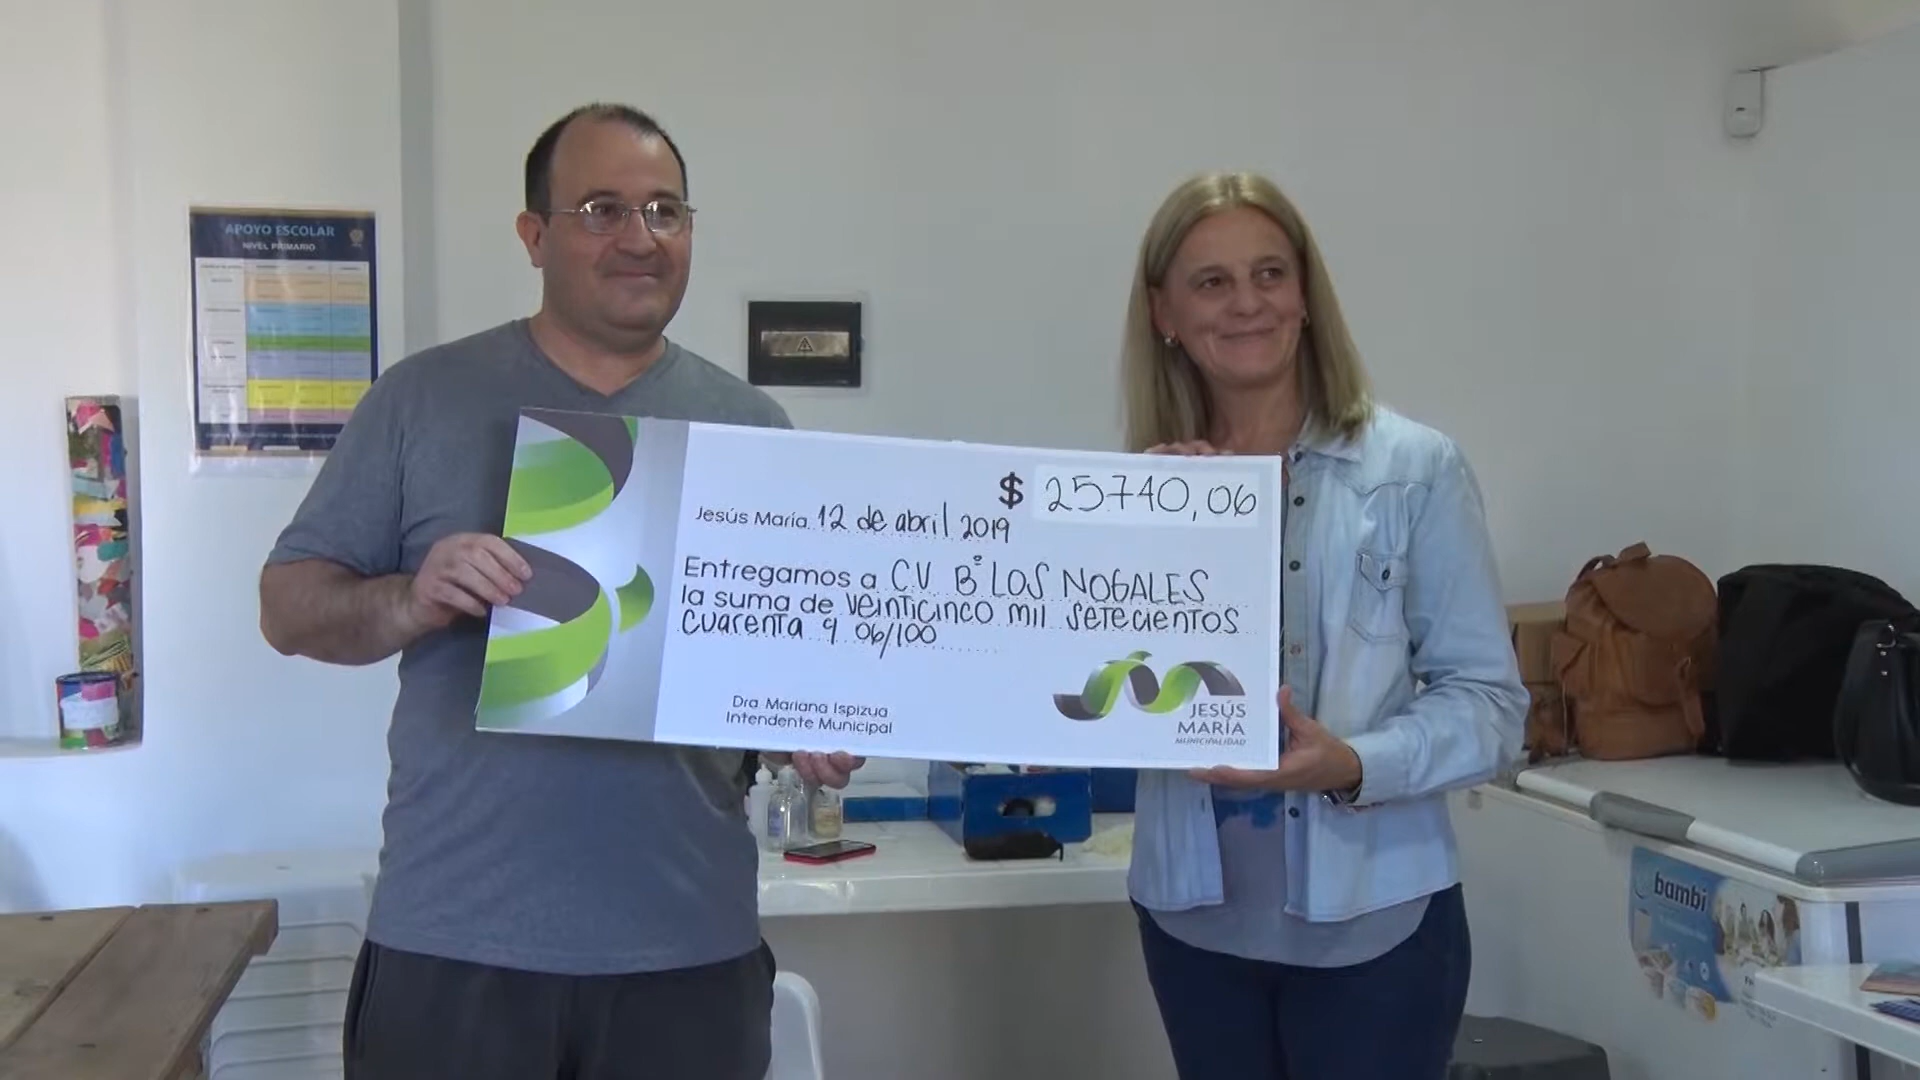 APOYO ESCOLAR
NIVEL PRIMARIO
$ 25740,06
Jesús María, 12 de abril 2019
Entregamos a C.V. B° LOS NOGALES
la suma de veinticinco mil setecientos
cuarenta y 06/100
Dra. Mariana Ispizua
Intendente Municipal
JESÚS
MARÍA
MUNICIPALIDAD
bambi